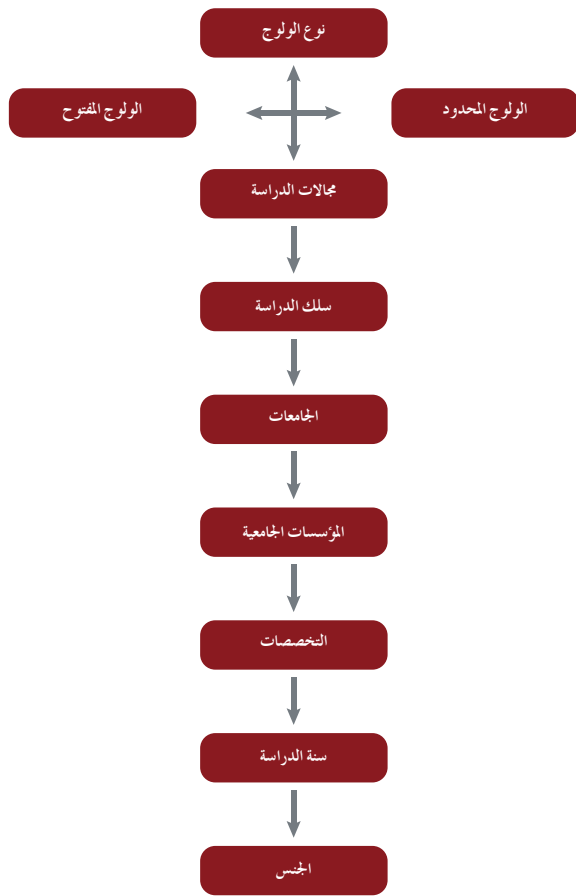 نوع الولوج
الولوج المحدود
الولوج المفتوح
مجالات الدراسة
سلك الدراسة
الجامعات
المؤسسات الجامعية
التخصصات
سنة الدراسة
الجنس